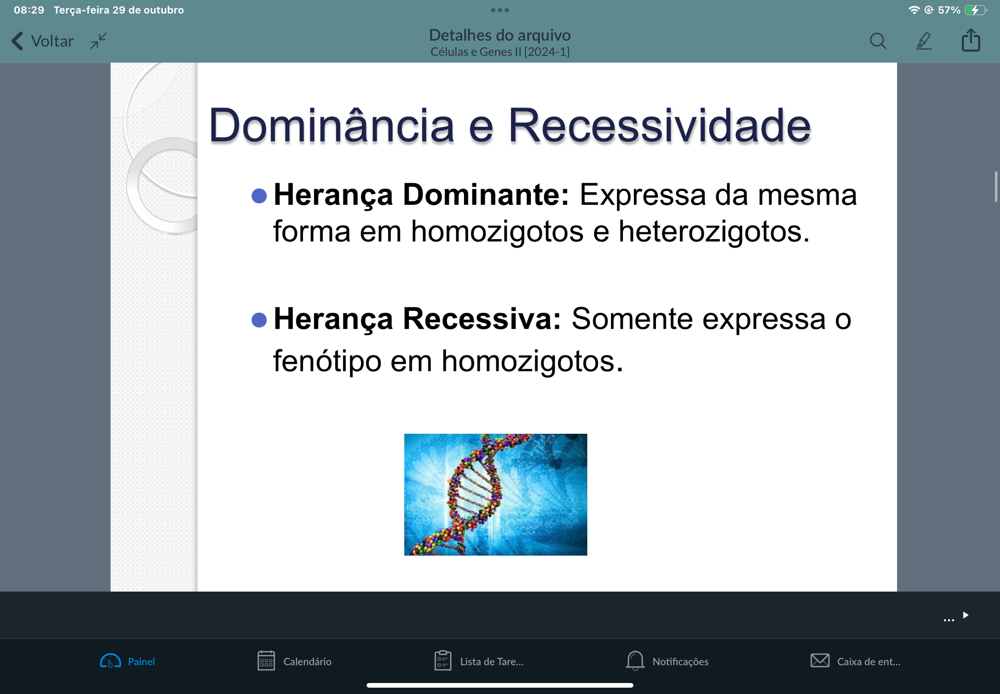 08:29 Terça-feira 29 de outubro
57%
Voltar
Detalhes do arquivo
Células e Genes II [2024-1]
Dominância e Recessividade
Herança Dominante: Expressa da mesma
forma em homozigotos e heterozigotos.
Herança Recessiva: Somente expressa o
fenótipo em homozigotos.
...
Painel
Calendário
Lista de Tare...
Notificações
Caixa de ent...